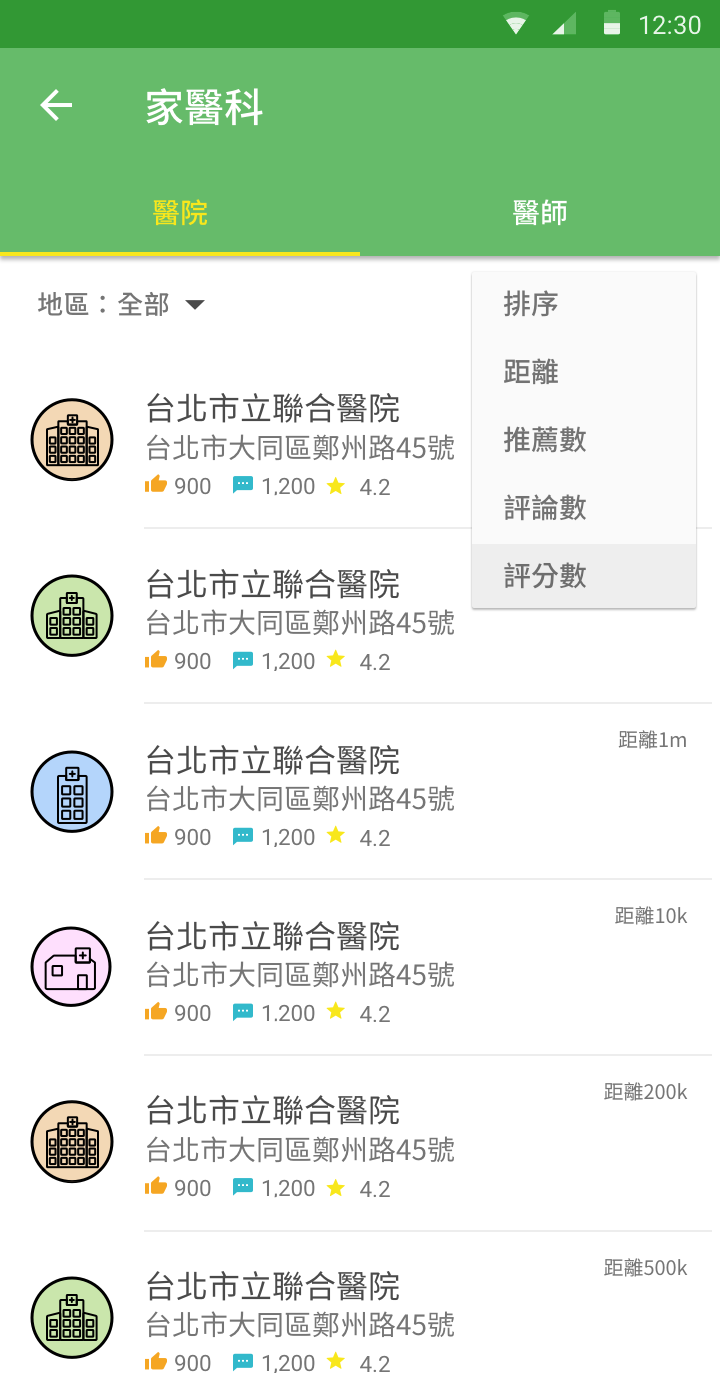 12:30
家醫科
醫院
醫師
地區：全部
排序
距離
推薦數
評論數
評分數
台北市立聯合醫院
台北市大同區鄭州路45號
900 1,200 4.2
台北市立聯合醫院
台北市大同區鄭州路45號
900 1,200 4.2
距離1m
台北市立聯合醫院
台北市大同區鄭州路45號
900 1,200 4.2
距離10k
台北市立聯合醫院
台北市大同區鄭州路45號
900 1.200 4.2
距離200k
台北市立聯合醫院
台北市大同區鄭州路45號
900 1,200 4.2
距離500k
台北市立聯合醫院
台北市大同區鄭州路45號
900 1,200 4.2